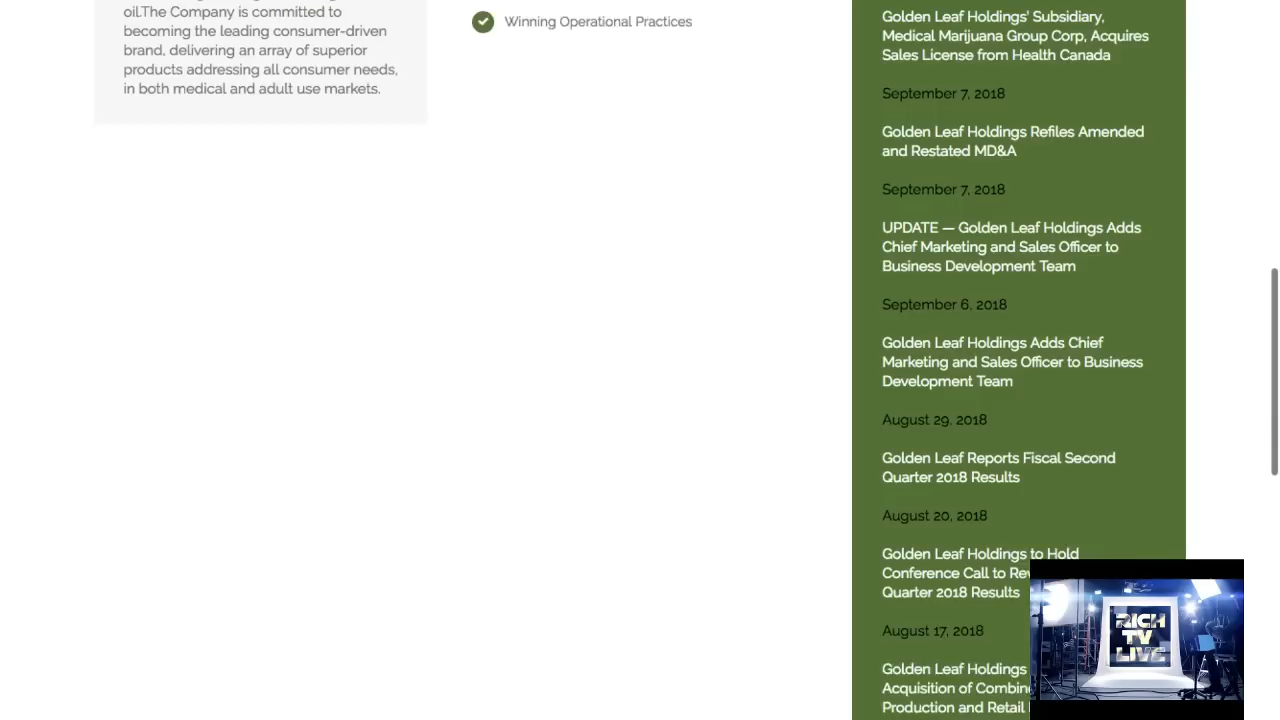 oil.The Company is committed to
becoming the leading consumer-driven
brand, delivering an array of superior
products addressing all consumer needs,
in both medical and adult use markets.
Winning Operational Practices
Golden Leaf Holdings' Subsidiary,
Medical Marijuana Group Corp, Acquires
Sales License from Health Canada
September 7, 2018
Golden Leaf Holdings Refiles Amended
and Restated MD&A
September 7, 2018
UPDATE — Golden Leaf Holdings Adds
Chief Marketing and Sales Officer to
Business Development Team
September 6, 2018
Golden Leaf Holdings Adds Chief
Marketing and Sales Officer to Business
Development Team
August 29, 2018
Golden Leaf Reports Fiscal Second
Quarter 2018 Results
August 20, 2018
Golden Leaf Holdings to Hold
Conference Call to
Quarter 2018 Results
August 17, 2018
Golden Leaf Holdings
Acquisition of
Production and Retail
RICH
TV
LIVE